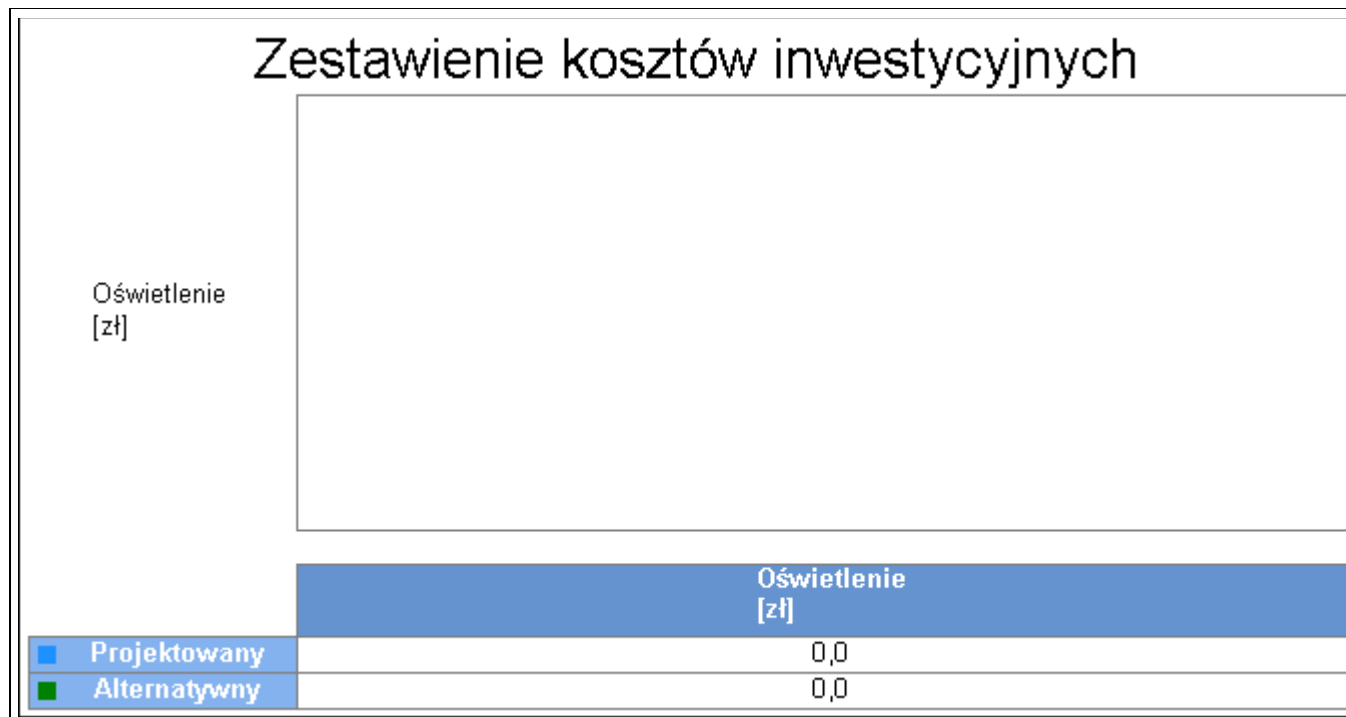 Zestawienie kosztów inwestycyjnych
Oświetlenie
[zł]
Oświetlenie
[zł]
Projektowany 0,0
Alternatywny 0,0